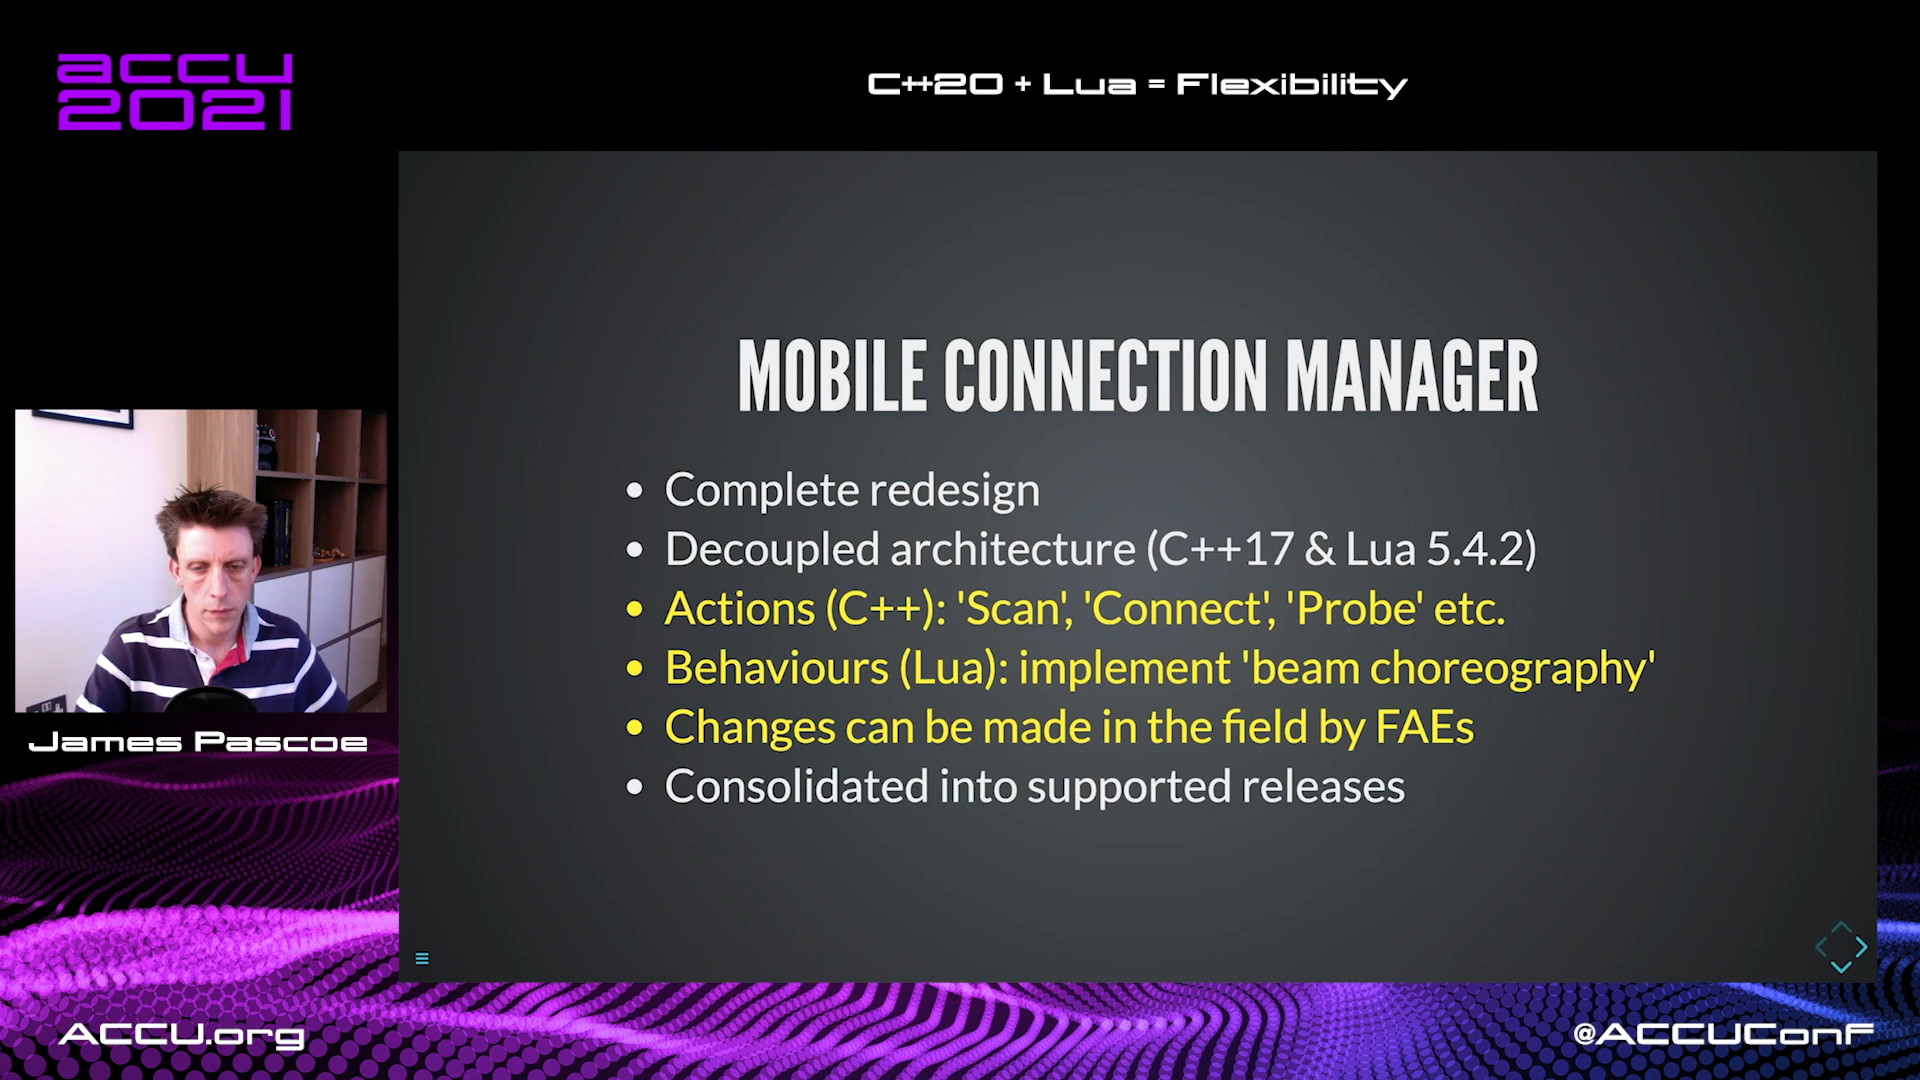 accu
2021
C++20 + Lua = Flexibility
MOBILE CONNECTION MANAGER
• Complete redesign
• Decoupled architecture (C++17 & Lua 5.4.2)
• Actions (C++): 'Scan', 'Connect', 'Probe' etc.
• Behaviours (Lua): implement 'beam choreography'
• Changes can be made in the field by FAEs
• Consolidated into supported releases
James Pascoe
ACCU.org
@ACCUConf